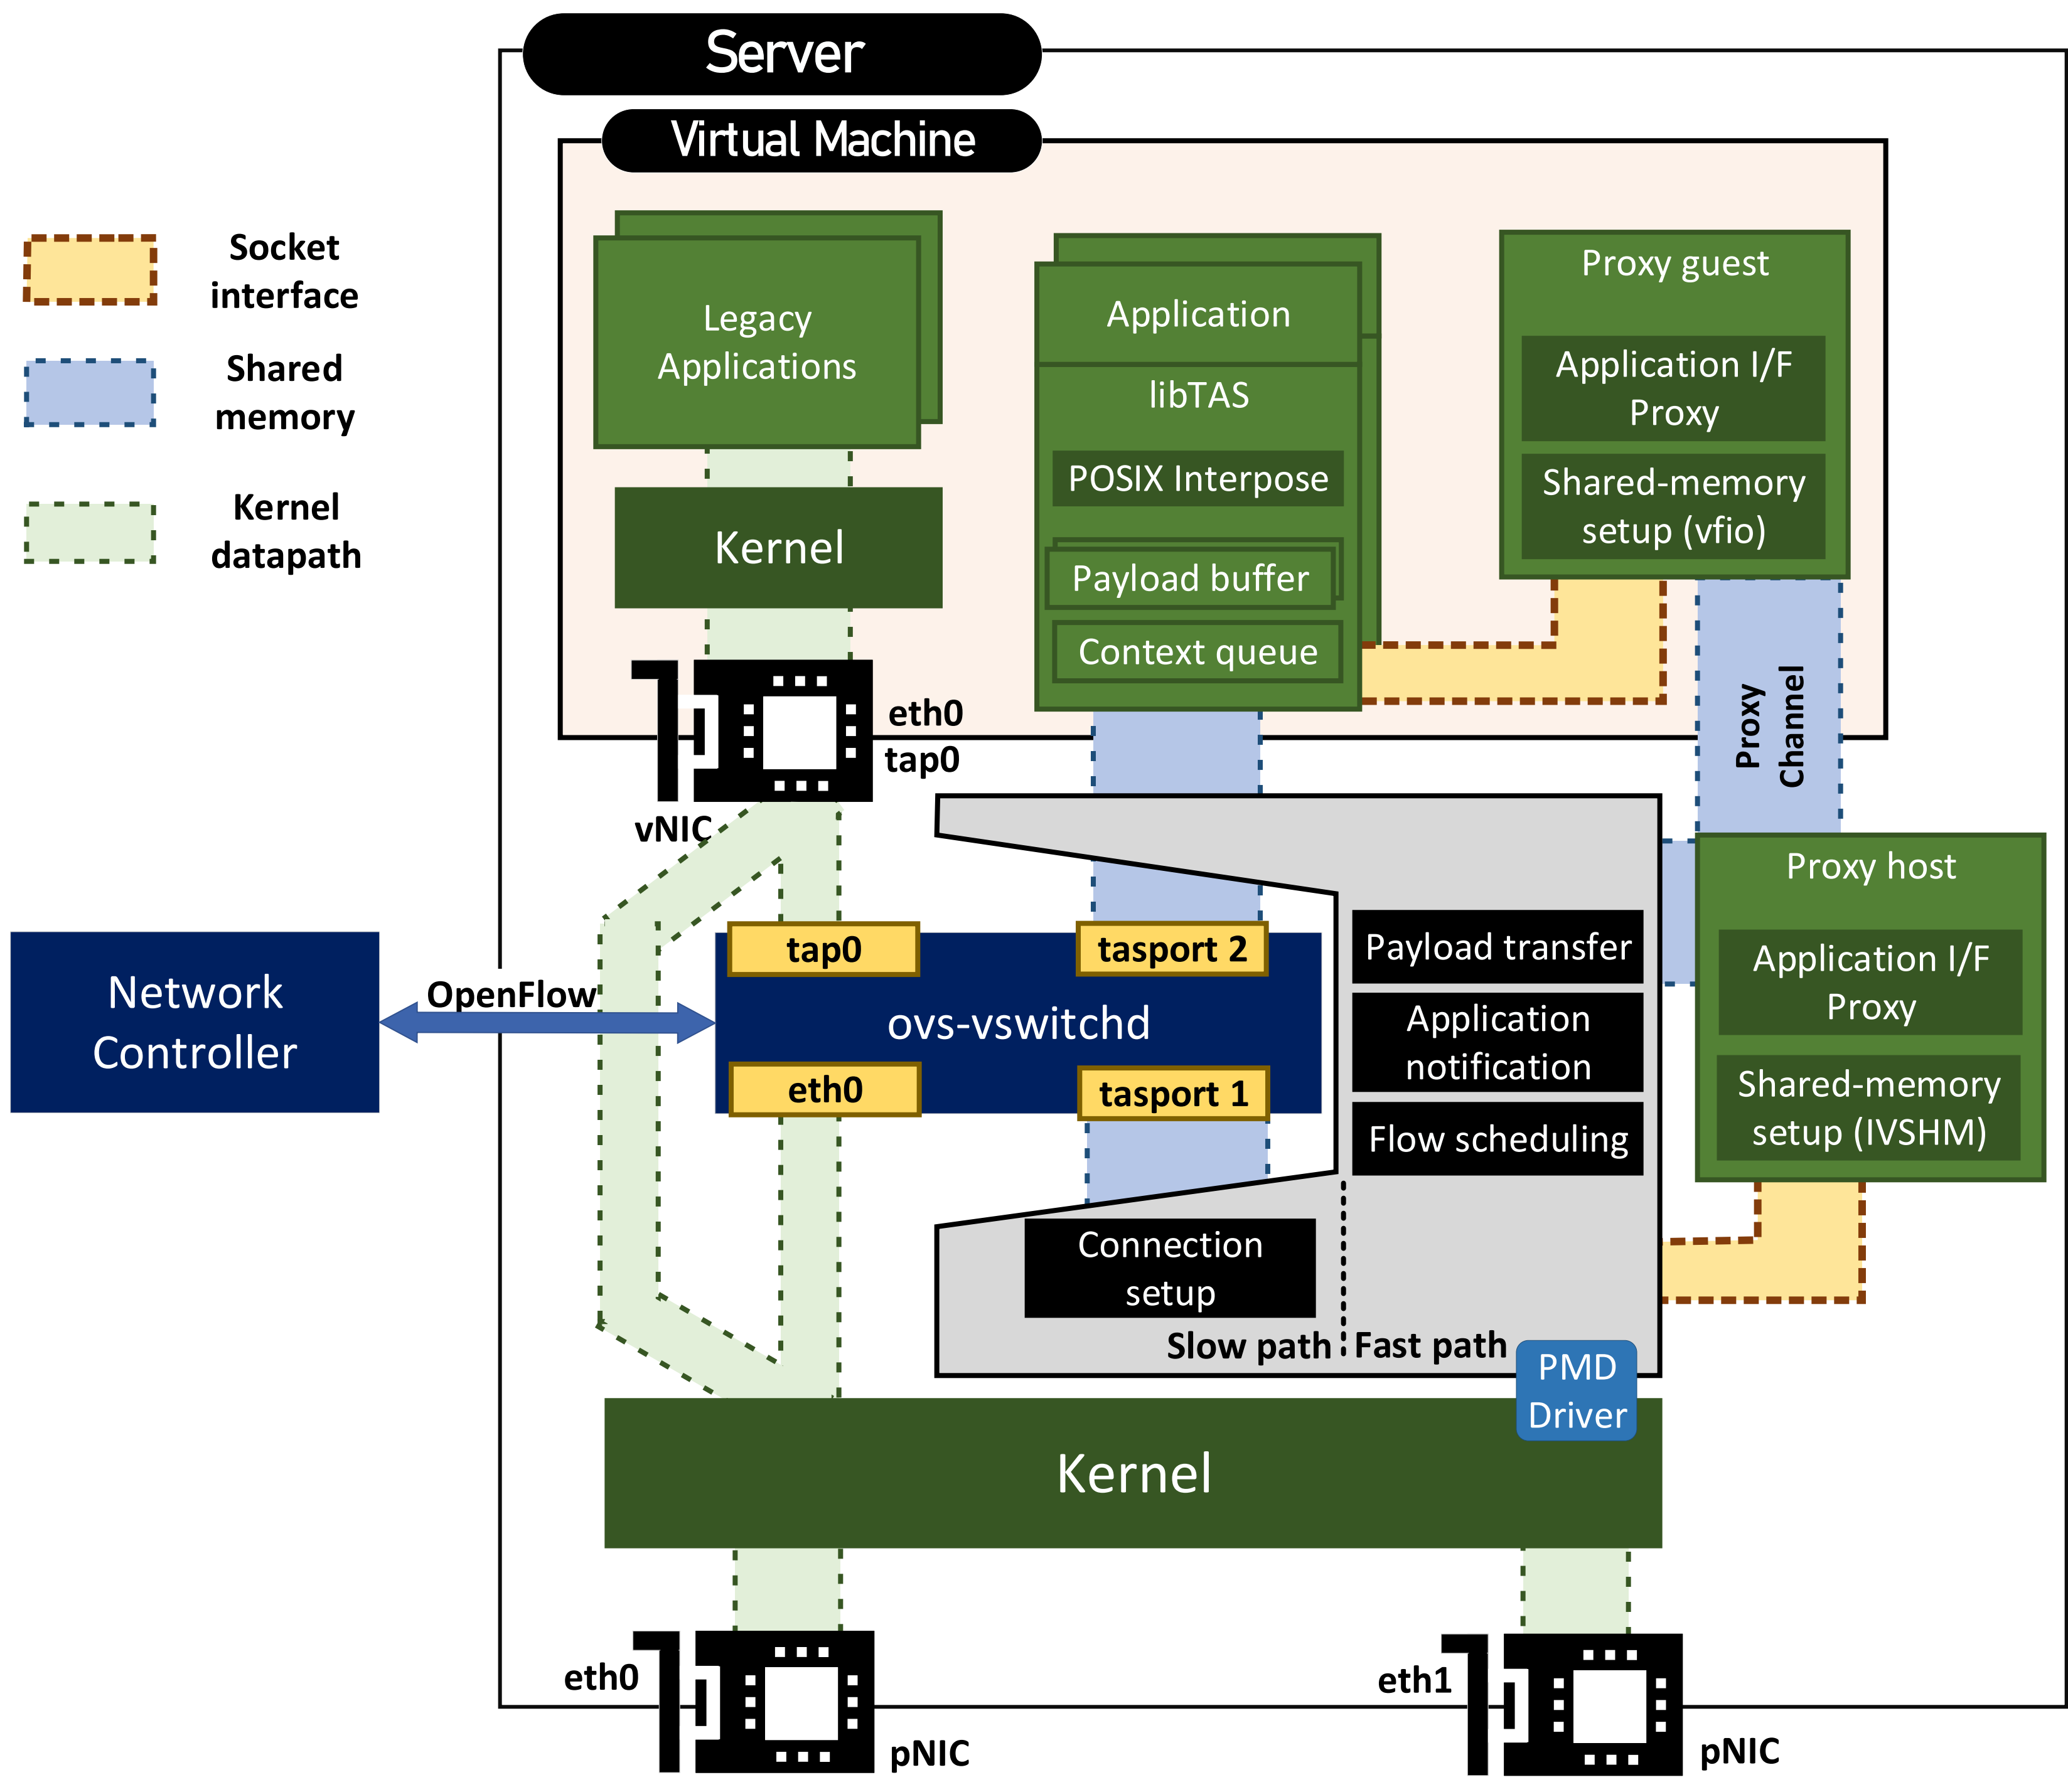 Server
Virtual Machine
Socket
interface
Shared
memory
Kernel
datapath
Legacy
Applications
Kernel
eth0
tap0
vNIC
Application
libTAS
POSIX Interpose
Payload buffer
Context queue
Proxy guest
Application I/F
Proxy
Shared-memory
setup (vfio)
Proxy
Channel
Network
Controller
OpenFlow
tap0
tasport 2
ovs-vswitchd
eth0
tasport 1
Payload transfer
Application
notification
Flow scheduling
Connection
setup
Slow path
Fast path
PMD
Driver
Proxy host
Application I/F
Proxy
Shared-memory
setup (IVSHM)
Kernel
eth0
pNIC
eth1
pNIC